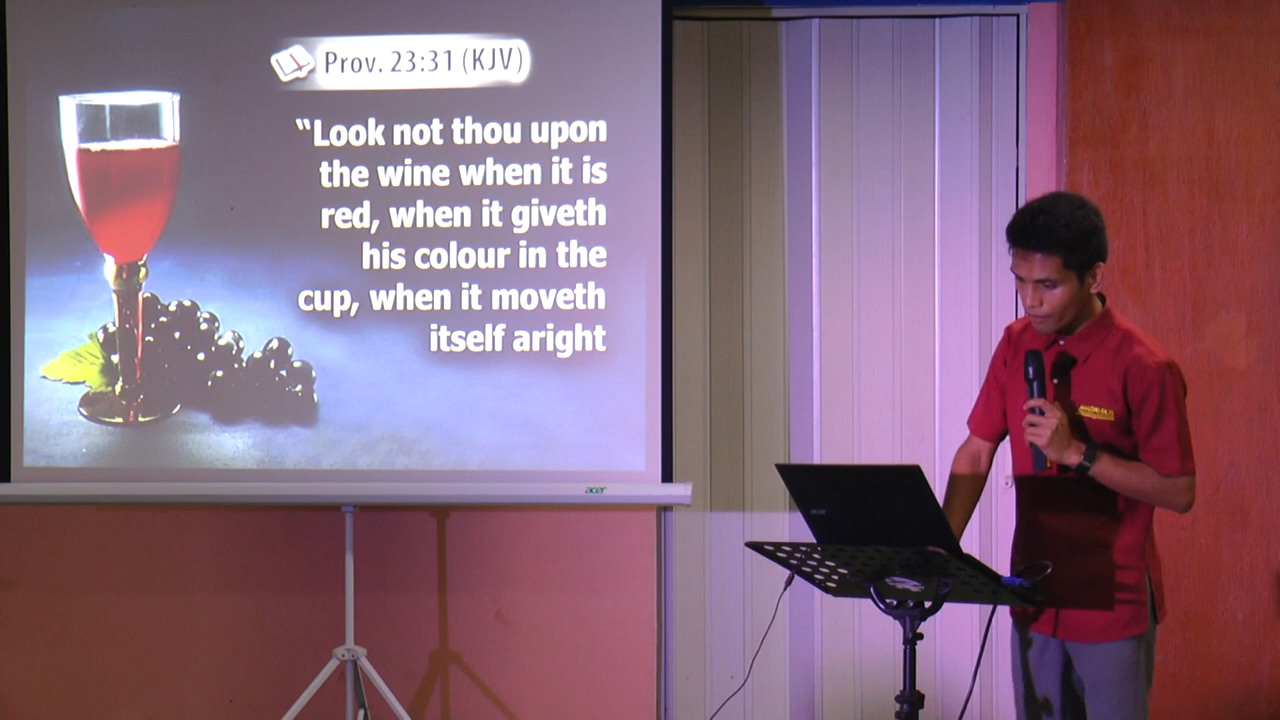 Prov. 23:31 (KJV)
“Look not thou upon
the wine when it is
red, when it giveth
his colour in the
cup, when it moveth
itself aright
acer